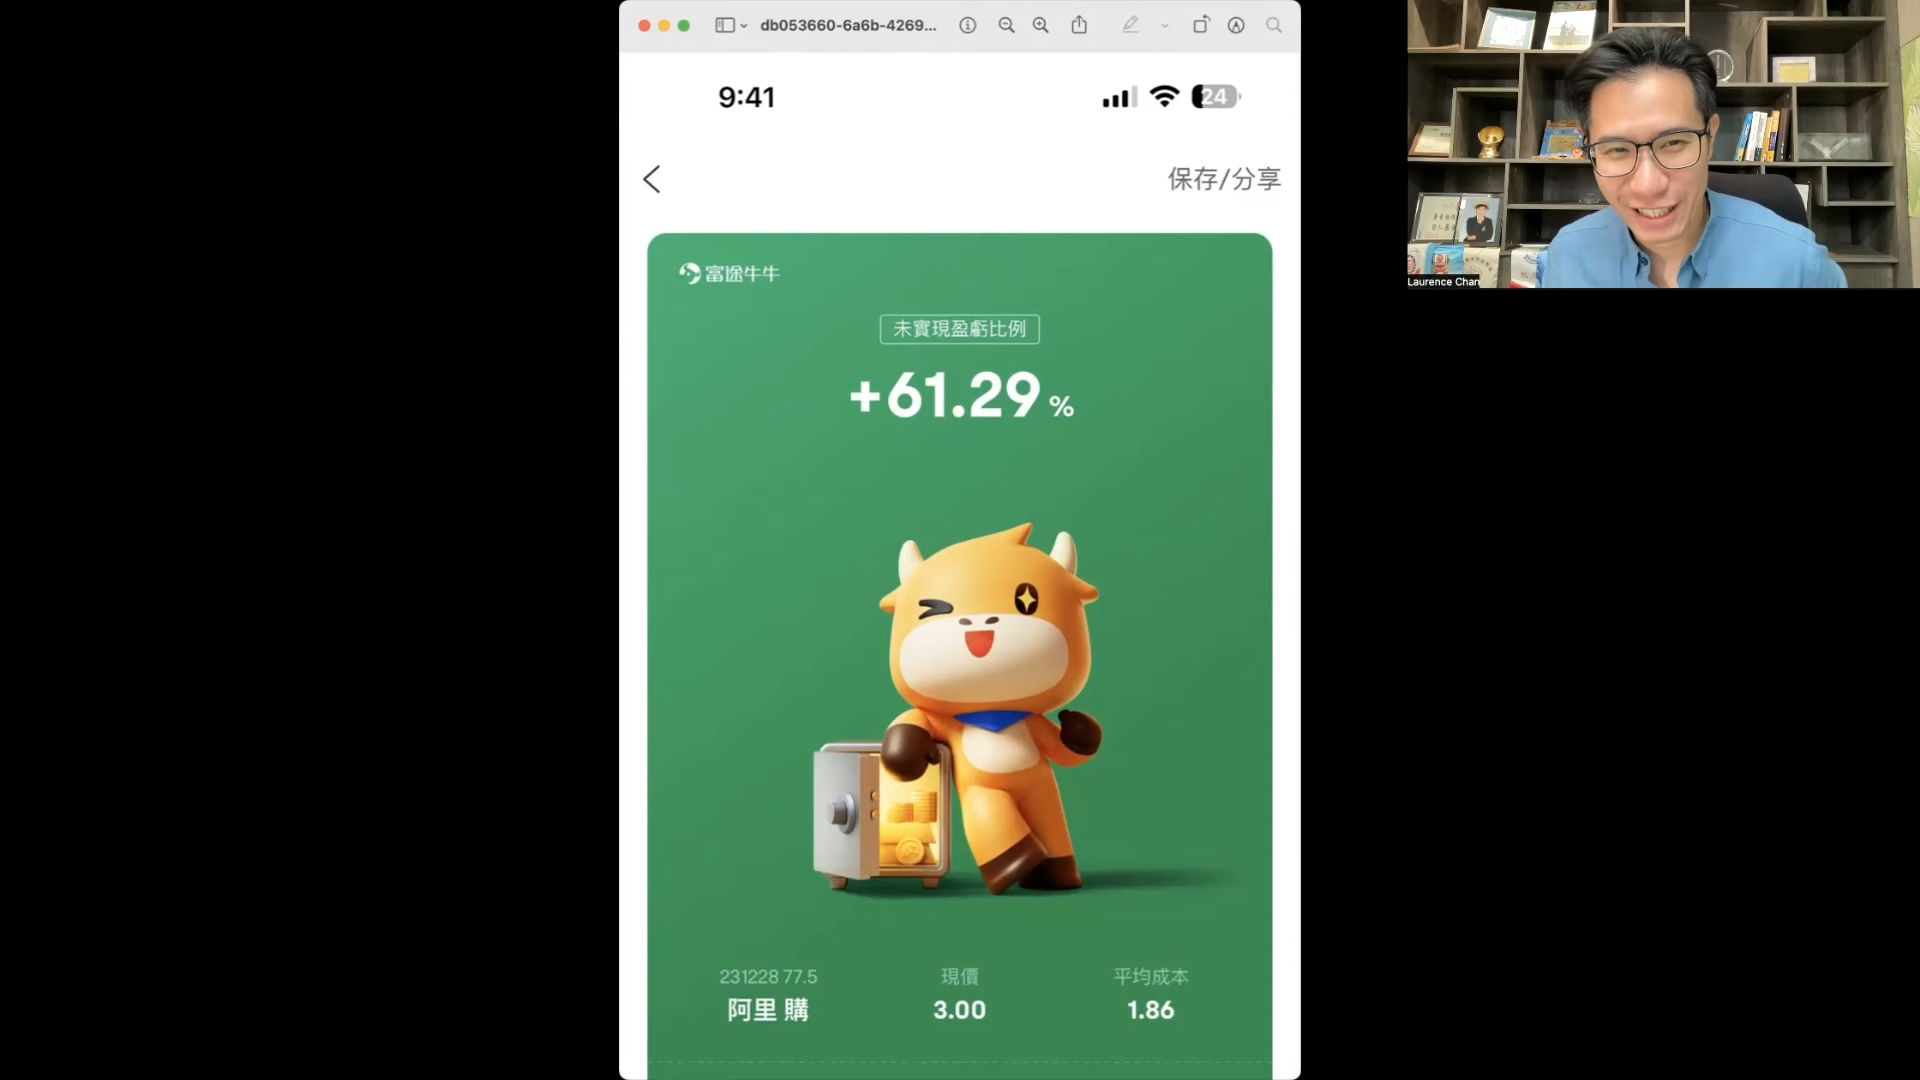 db053660-6a6b-4269...
9:41
24
保存/分享
富途牛牛
未實現盈虧比例
+61.29 %
231228 77.5
阿里 購
現價
3.00
平均成本
1.86
Laurence Chan